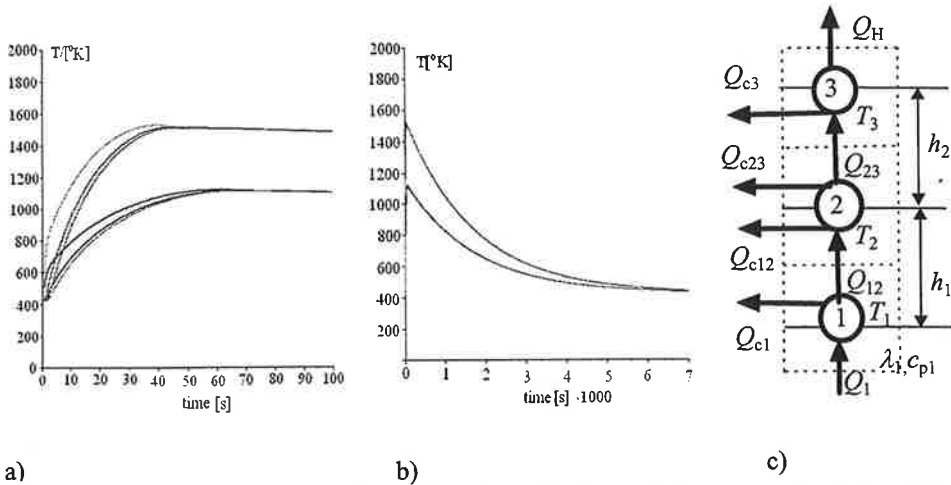 T/[°K]
2000
1800
1600
1400
1200
1000
800
600
400
200
0
0 10 20 30 40 50 60 70 80 90 100
time [s]
a)
T[°K]
2000
1800
1600
1400
1200
1000
800
600
400
200
0
0 1 2 3 4 5 6 7
time [s] ·1000
b)
Q_H
Q_c3
3
T_3
h_2
Q_c23
Q_23
2
T_2
Q_c12
Q_12
h_1
1
T_1
Q_c1
λ_1,c_p1
Q_1
c)